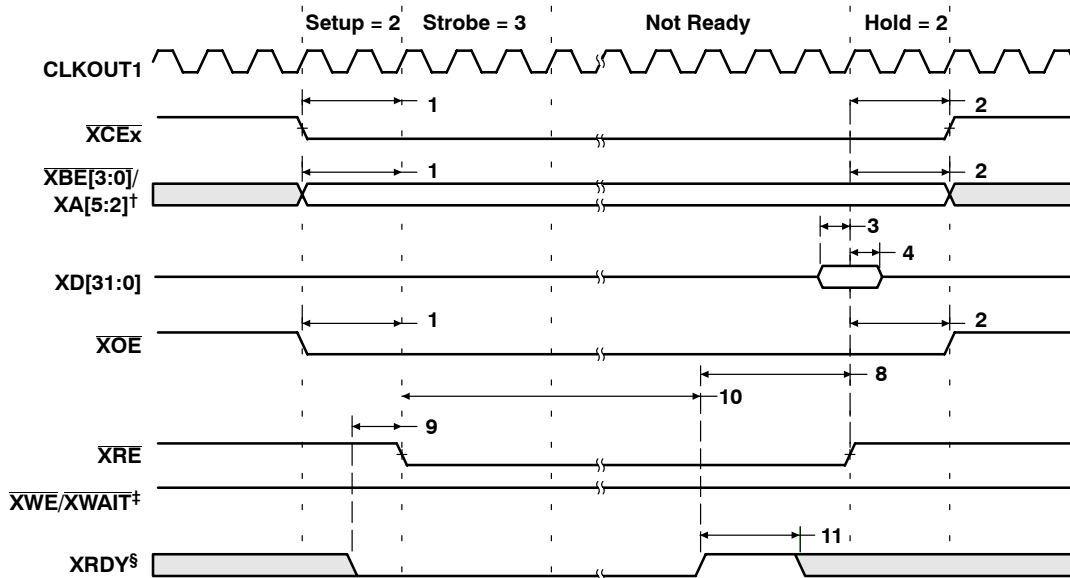 Setup = 2 Strobe = 3 Not Ready Hold = 2
CLKOUT1
1 2
XCEx
1 2
XBE[3:0]/
XA[5:2]†
3
4
XD[31:0]
1 2
XOE
8
10
9
XRE
XWE/XWAIT‡
11
XRDY§